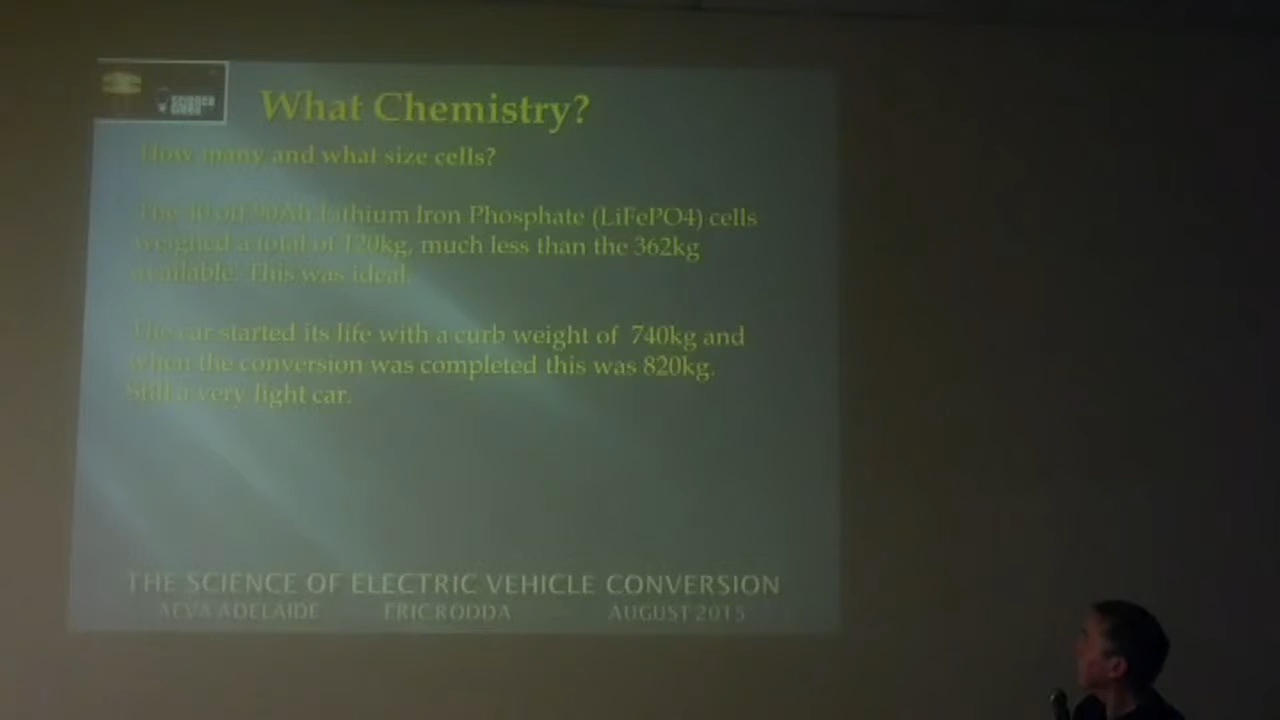 SCIENCE
What Chemistry?
How many and what size cells?
The 40 off 90Ah Lithium Iron Phosphate (LiFePO4) cells
weighed a total of 120kg, much less than the 362kg
available. This was ideal.
The car started its life with a curb weight of 740kg and
when the conversion was completed this was 820kg.
Still a very light car.
THE SCIENCE OF ELECTRIC VEHICLE CONVERSION
AEVA ADELAIDE ERIC RODDA AUGUST 2015